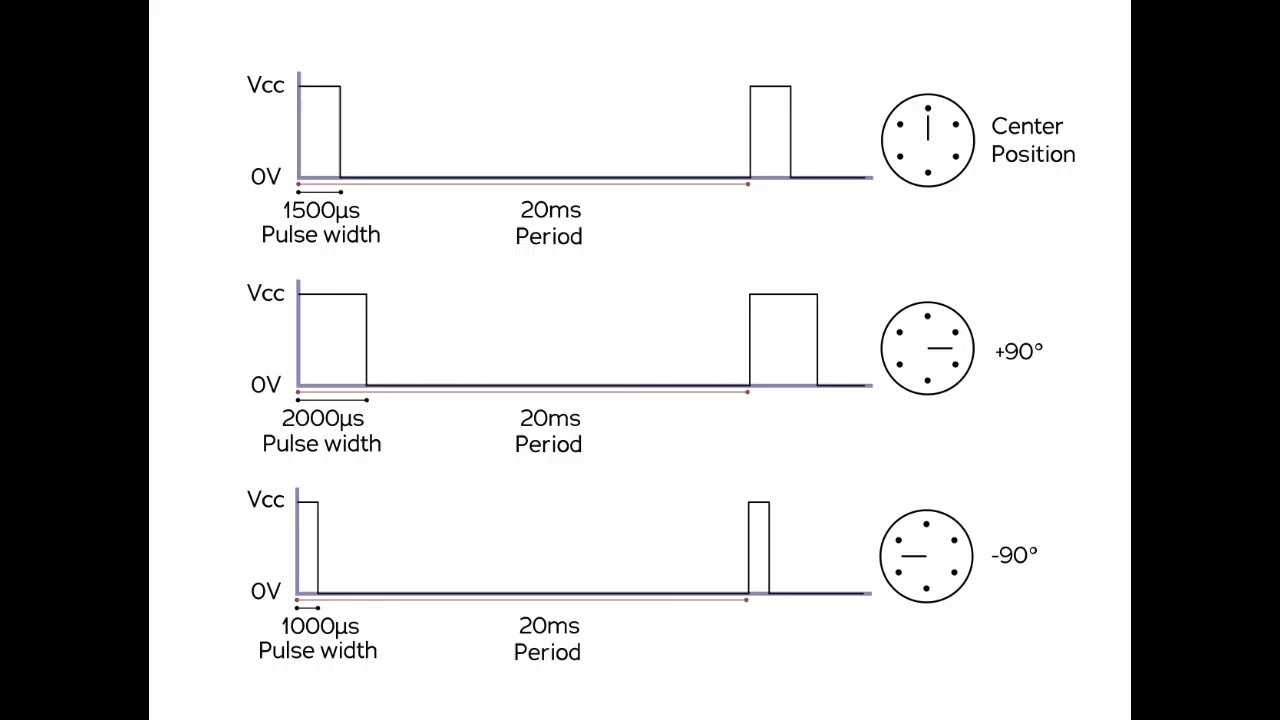 Vcc
0V
1500µs
Pulse width
20ms
Period
Center
Position
Vcc
0V
2000µs
Pulse width
20ms
Period
+90°
Vcc
0V
1000µs
Pulse width
20ms
Period
-90°